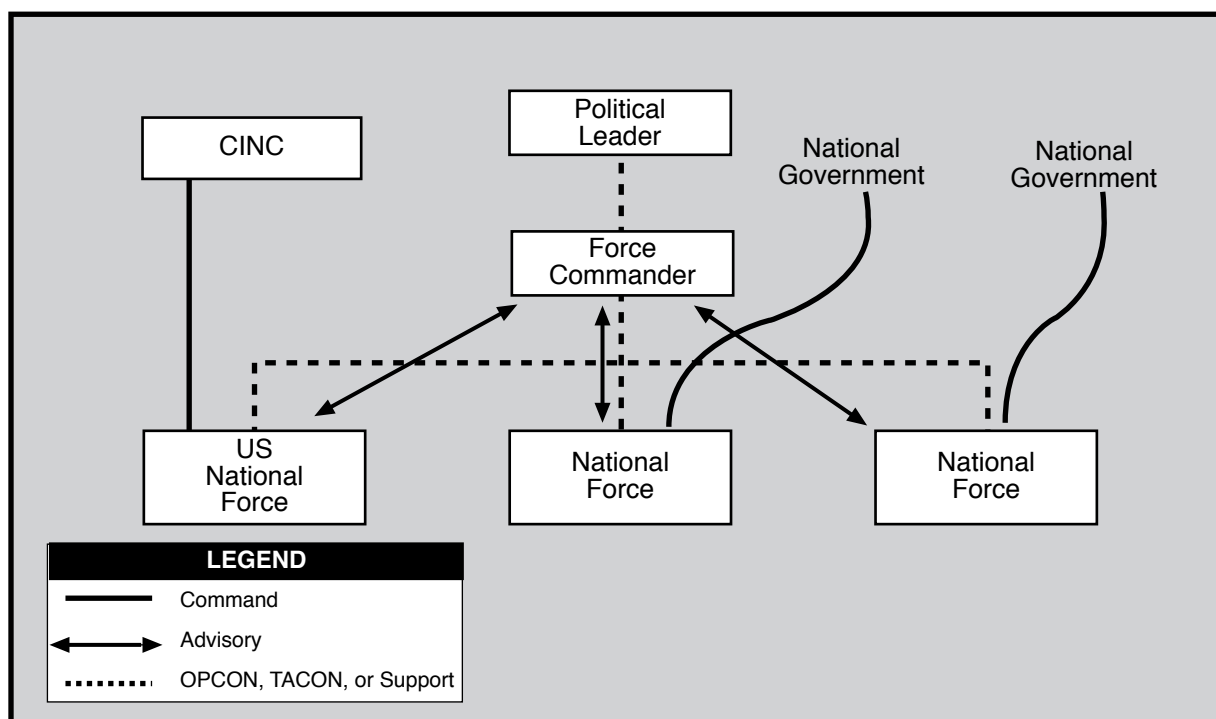 CINC
Political
Leader
National
Government
National
Government
Force
Commander
US
National
Force
National
Force
National
Force
LEGEND
Command
Advisory
OPCON, TACON, or Support